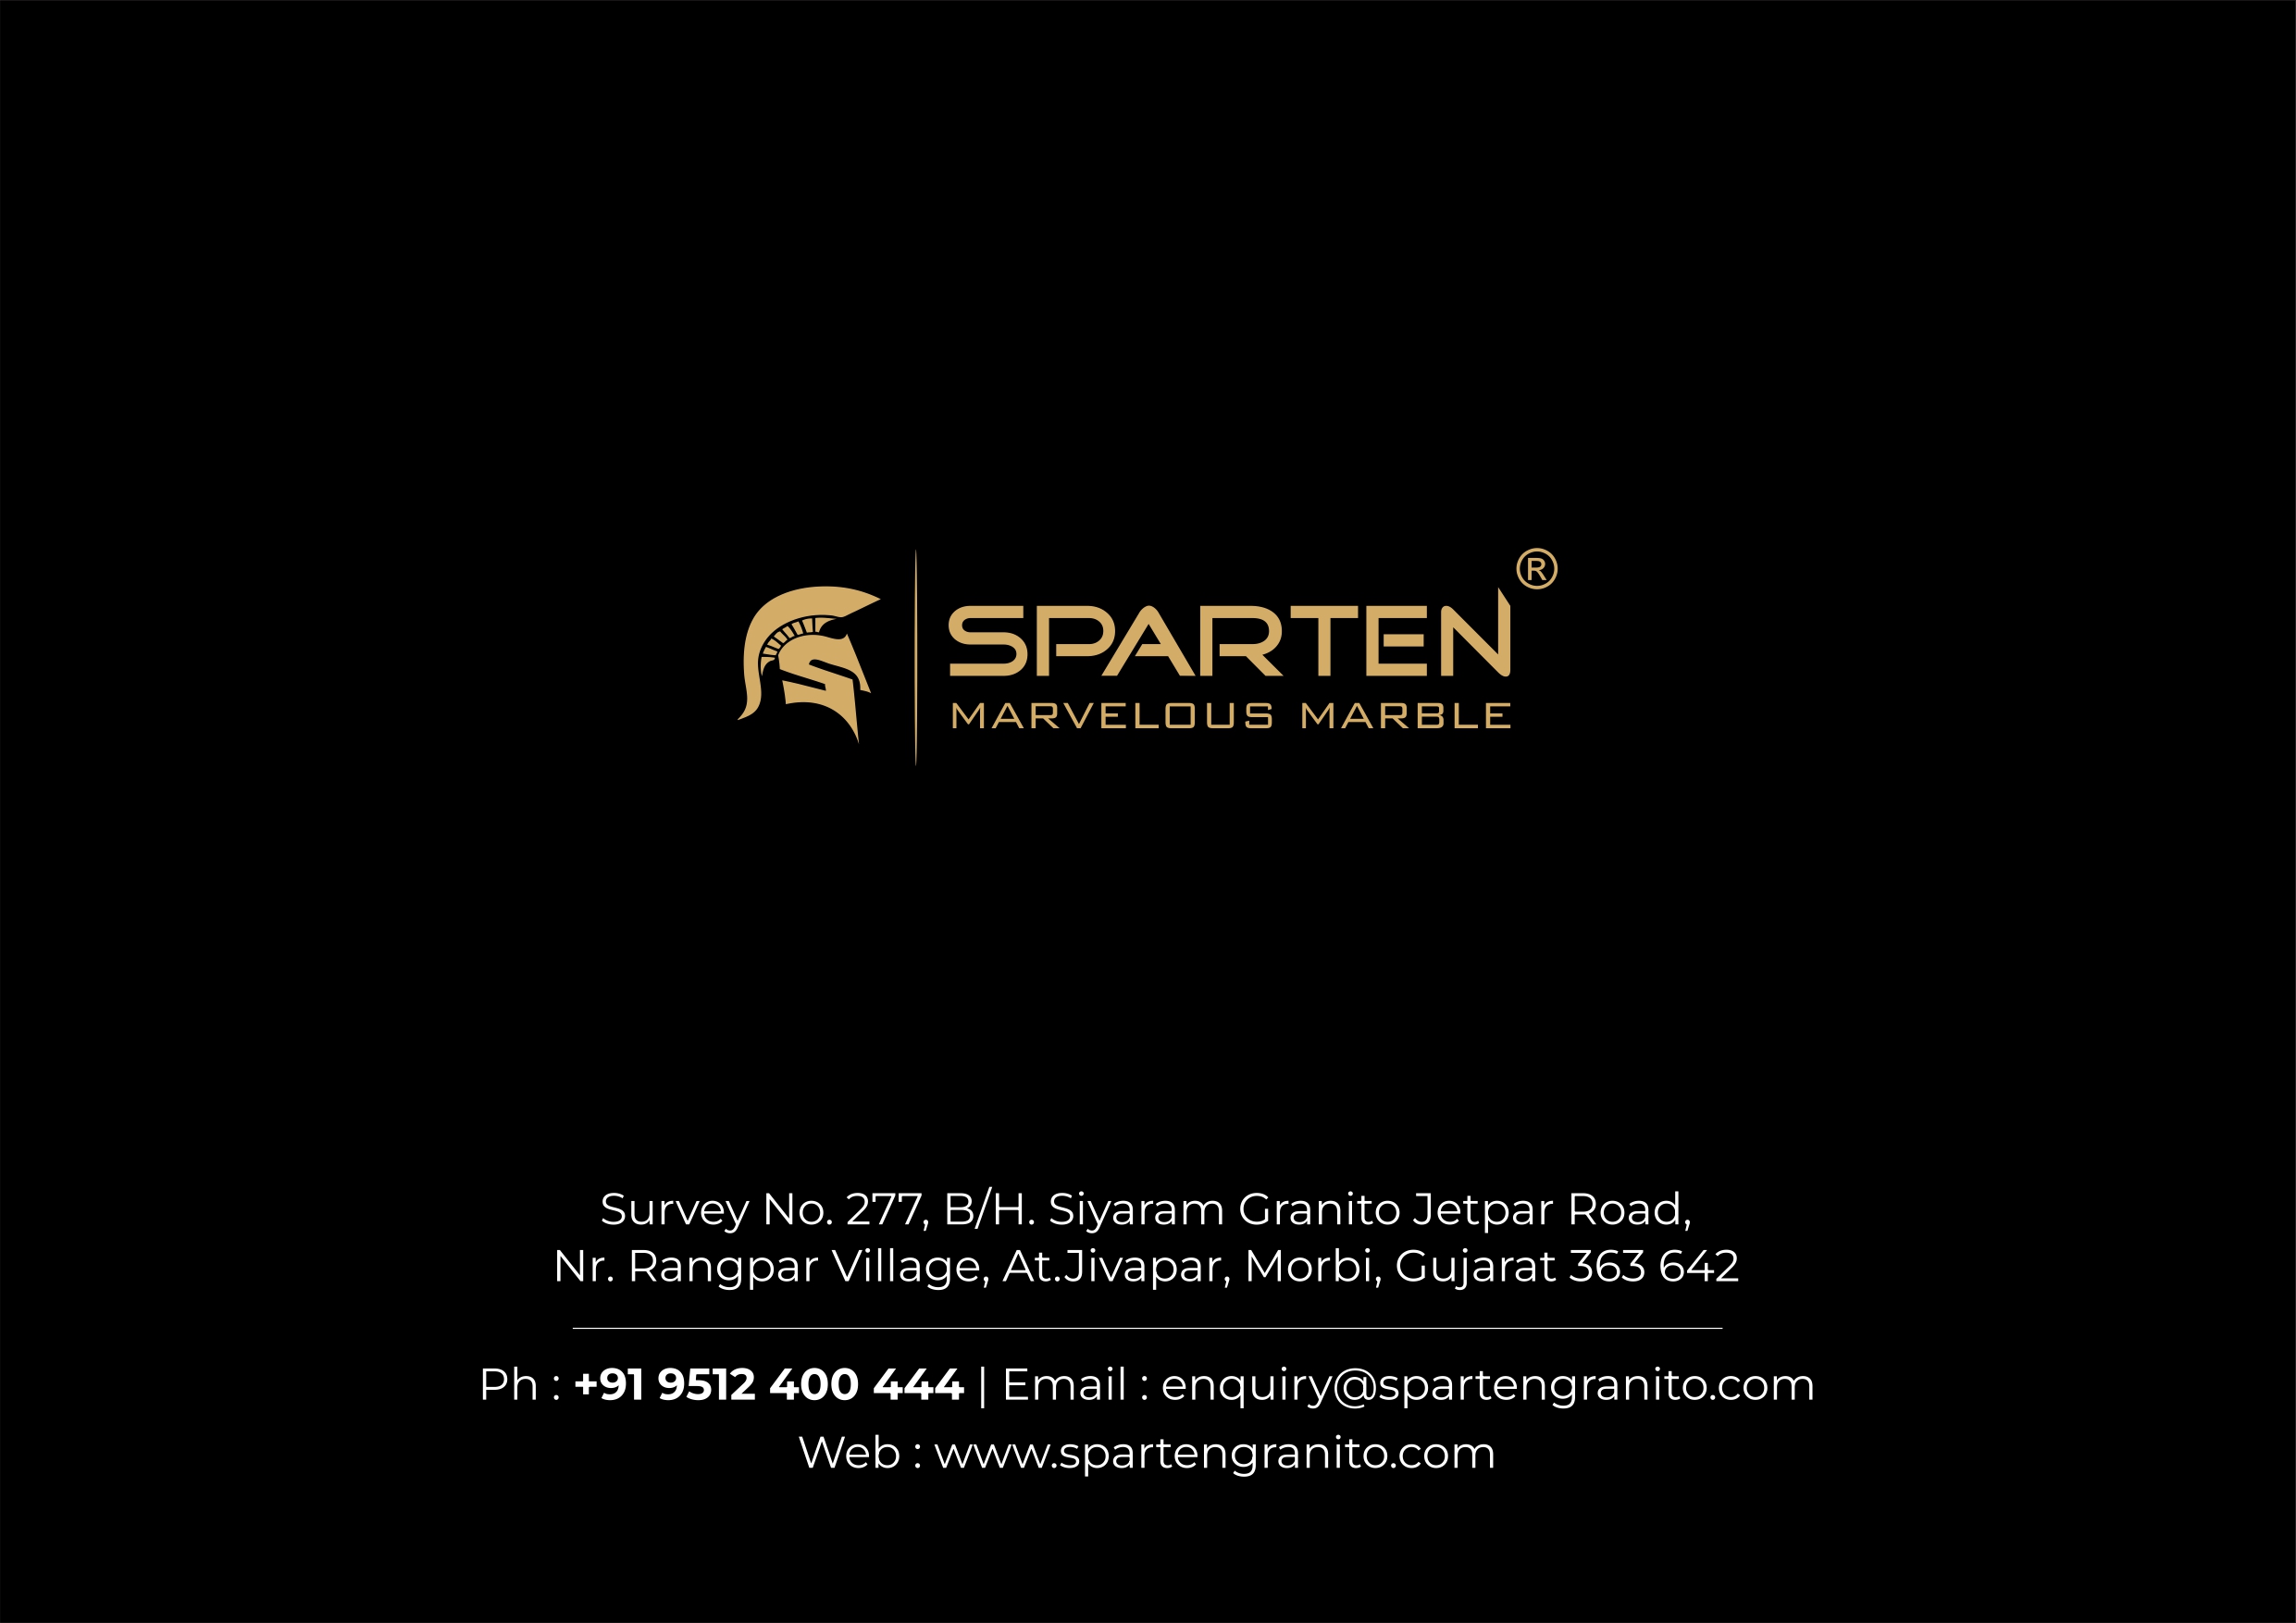 SPARTEN®
MARVELOUS MARBLE
Survey No. 277, B/H. Siyaram Granito Jetpar Road,
Nr. Rangpar Village, At.Jivapar, Morbi, Gujarat 363 642
Ph : +91 9512 400 444 | Email : enquiry@spartengranito.com
Web : www.spartengranito.com